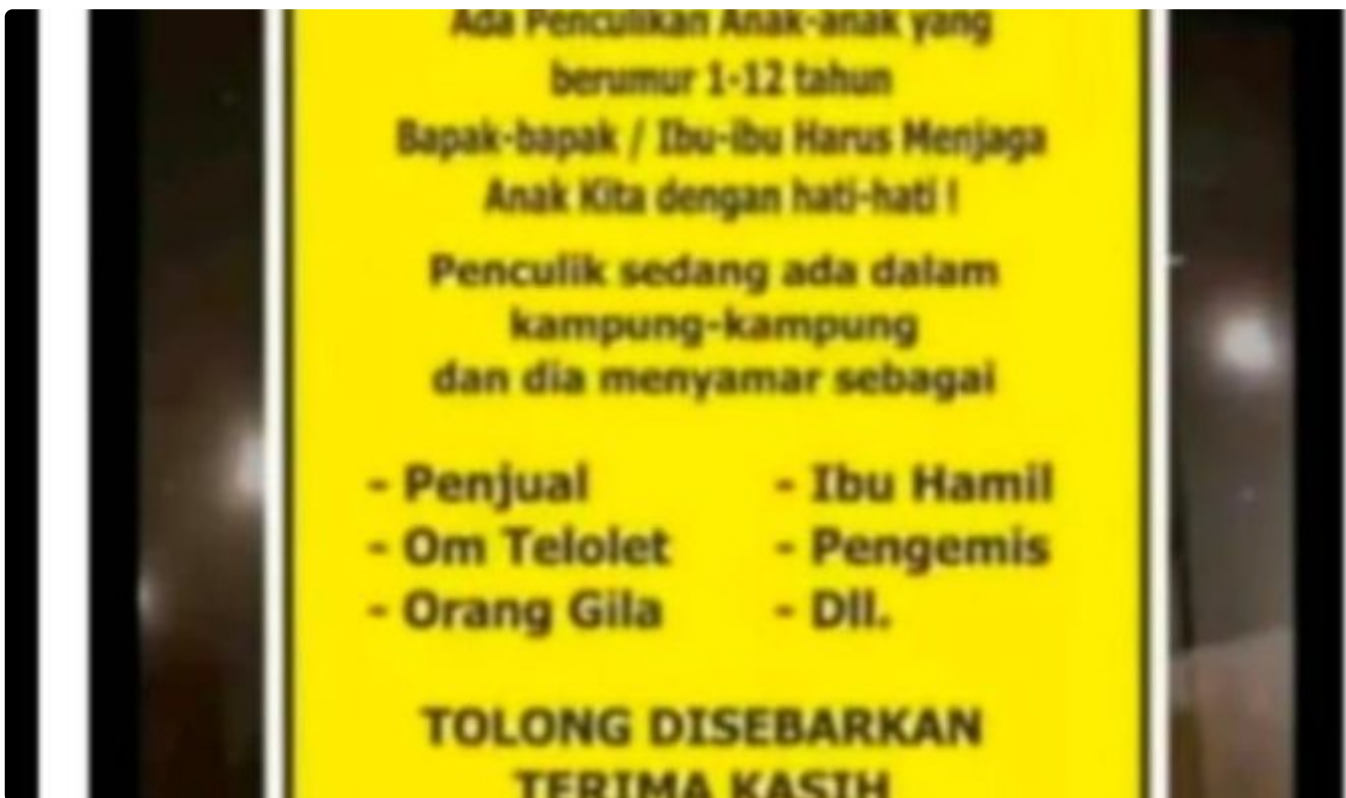 Ada Penculikan Anak-anak yang
berumur 1-12 tahun
Bapak-bapak / Ibu-ibu Harus Menjaga
Anak Kita dengan hati-hati !
Penculik sedang ada dalam
kampung-kampung
dan dia menyamar sebagai
- Penjual
- Om Telolet
- Orang Gila
- Ibu Hamil
- Pengemis
- Dll.
TOLONG DISEBARKAN
TERIMA KASIH